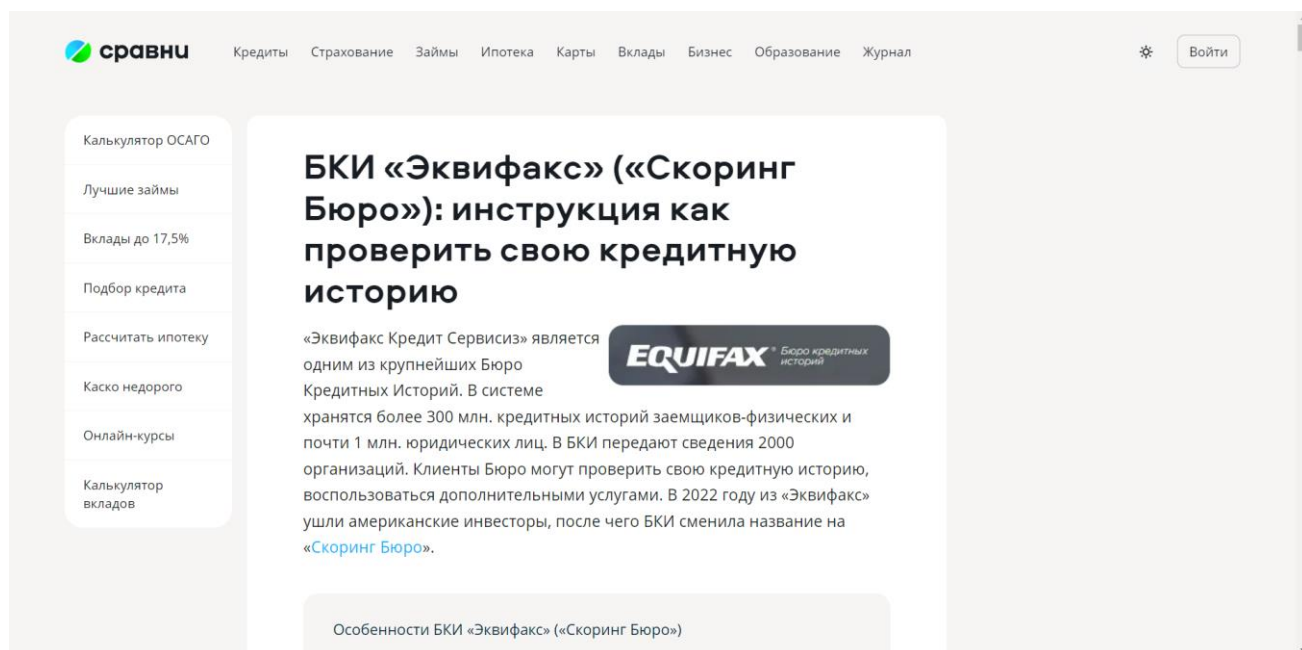 сравни
Кредиты Страхование Займы Ипотека Карты Вклады Бизнес Образование Журнал
Войти
Калькулятор ОСАГО
Лучшие займы
Вклады до 17,5%
Подбор кредита
Рассчитать ипотеку
Каско недорого
Онлайн-курсы
Калькулятор
вкладов
БКИ «Эквифакс» («Скоринг
Бюро»): инструкция как
проверить свою кредитную
историю
«Эквифакс Кредит Сервисиз» является
одним из крупнейших Бюро
Кредитных Историй. В системе
EQUIFAX Бюро кредитных
историй
хранятся более 300 млн. кредитных историй заемщиков-физических и
почти 1 млн. юридических лиц. В БКИ передают сведения 2000
организаций. Клиенты Бюро могут проверить свою кредитную историю,
воспользоваться дополнительными услугами. В 2022 году из «Эквифакс»
ушли американские инвесторы, после чего БКИ сменила название на
«Скоринг Бюро».
Особенности БКИ «Эквифакс» («Скоринг Бюро»)